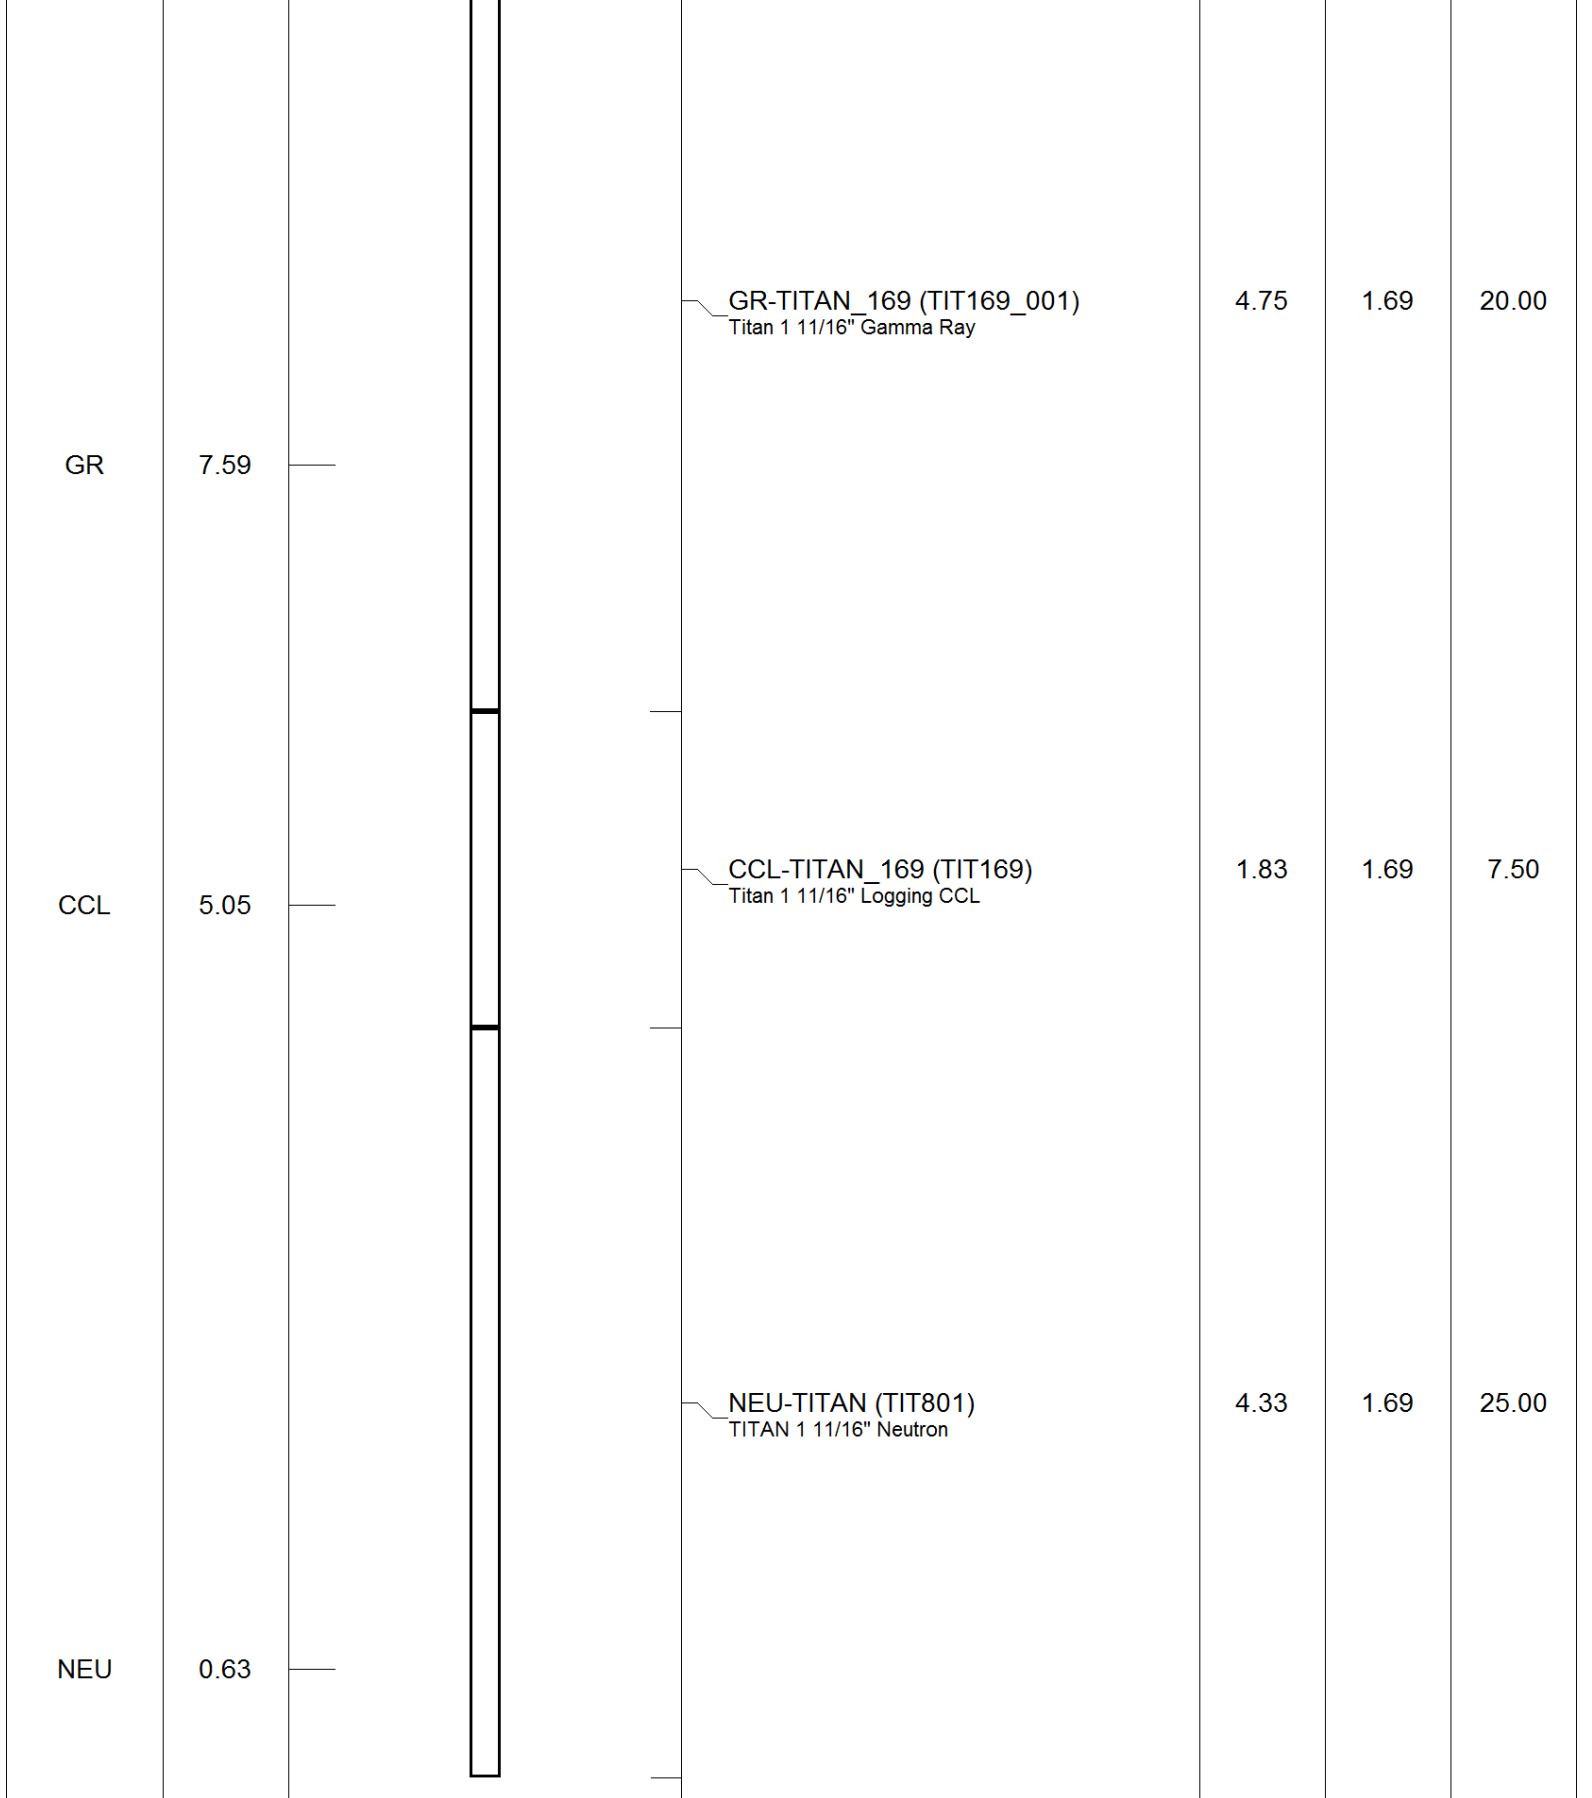 GR-TITAN_169 (TIT169_001) 4.75 1.69 20.00
Titan 1 11/16" Gamma Ray
GR 7.59
CCL-TITAN_169 (TIT169) 1.83 1.69 7.50
Titan 1 11/16" Logging CCL
CCL 5.05
NEU-TITAN (TIT801) 4.33 1.69 25.00
TITAN 1 11/16" Neutron
NEU 0.63